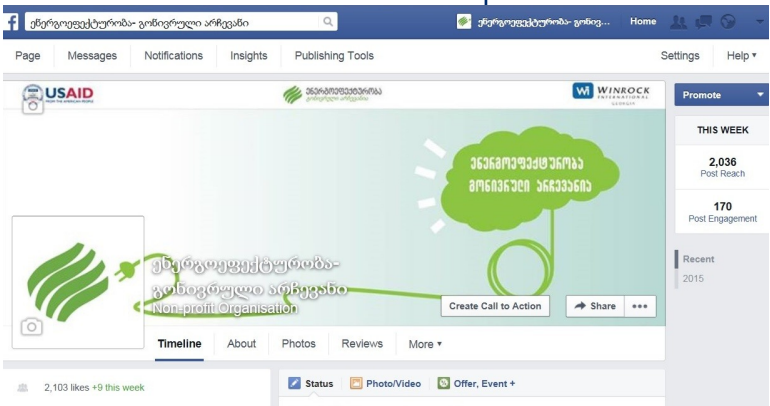 ენერგოეფექტურობა- გონივრული არჩევანი
ენერგოეფექტურობა- გონივ... Home
Page Messages Notifications Insights Publishing Tools Settings Help
USAID
FROM THE AMERICAN PEOPLE
ენერგოეფექტურობა
გონივრული არჩევანია
WINROCK
INTERNATIONAL
GEORGIA
Promote
THIS WEEK
2,036
Post Reach
170
Post Engagement
Recent
2015
ენერგოეფექტურობა
გონივრული არჩევანია
ენერგოეფექტურობა-
გონივრული არჩევანი
Non-profit Organisation
Create Call to Action Share
Timeline About Photos Reviews More
2,103 likes +9 this week
Status Photo/Video Offer, Event +